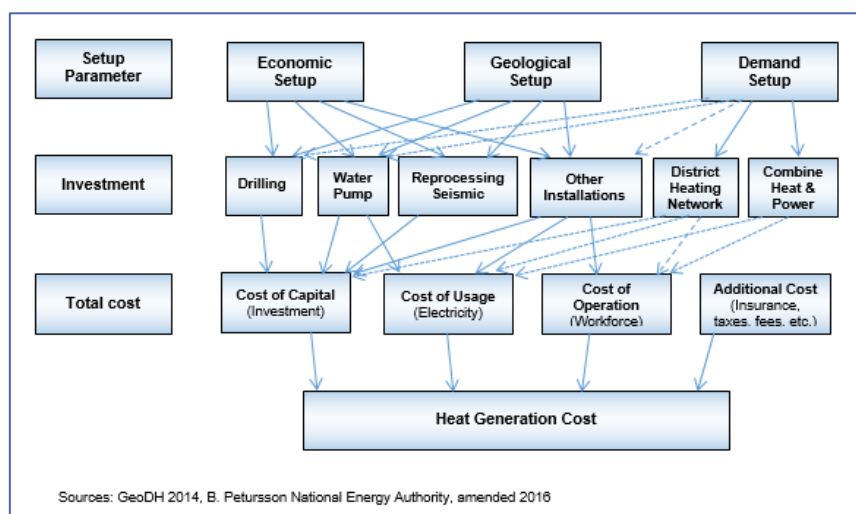 Setup
Parameter
Economic
Setup
Geological
Setup
Demand
Setup
Investment
Drilling
Water
Pump
Reprocessing
Seismic
Other
Installations
District
Heating
Network
Combine
Heat &
Power
Total cost
Cost of Capital
(Investment)
Cost of Usage
(Electricity)
Cost of
Operation
(Workforce)
Additional Cost
(Insurance,
taxes, fees, etc.)
Heat Generation Cost
Sources: GeoDH 2014, B. Petursson National Energy Authority, amended 2016